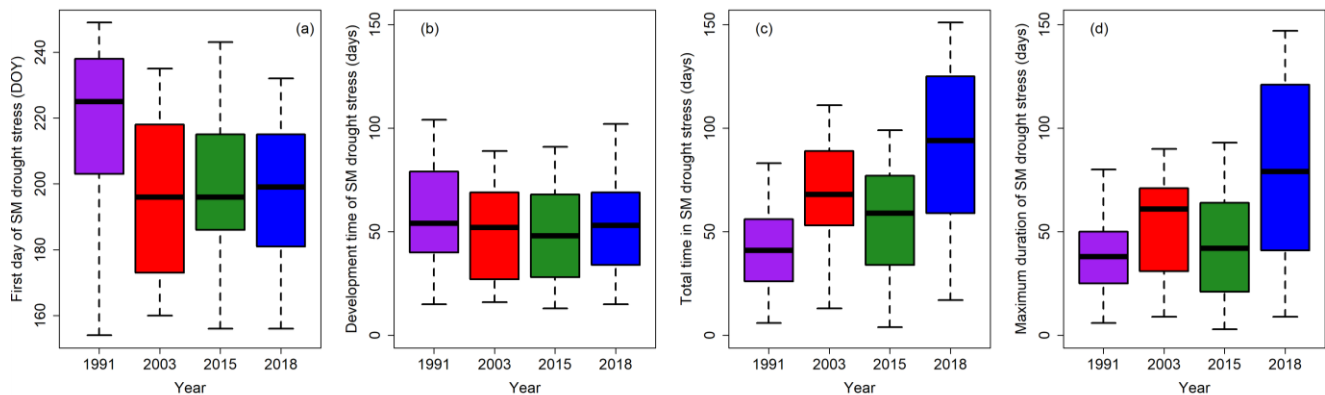 First day of SM drought stress (DOY)
160 180 200 220 240
(a)
1991 2003 2015 2018
Year
Development time of SM drought stress (days)
0 50 100 150
(b)
1991 2003 2015 2018
Year
Total time in SM drought stress (days)
0 50 100 150
(c)
1991 2003 2015 2018
Year
Maximum duration of SM drought stress (days)
0 50 100 150
(d)
1991 2003 2015 2018
Year